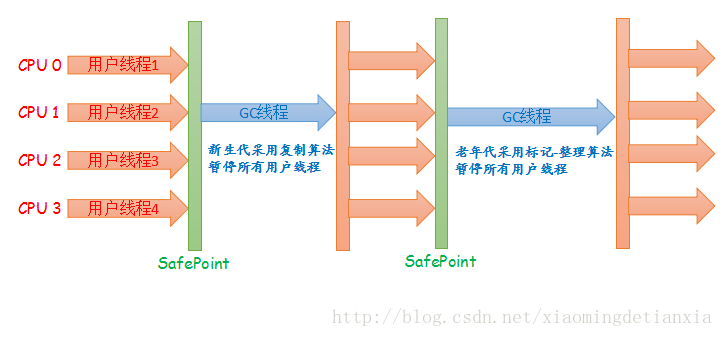 CPU 0 用户线程1
CPU 1 用户线程2 GC线程 GC线程
CPU 2 用户线程3
CPU 3 用户线程4
新生代采用复制算法
暂停所有用户线程
老年代采用标记-整理算法
暂停所有用户线程
SafePoint
SafePoint
http://blog.csdn.net/xiaomingdetianxia